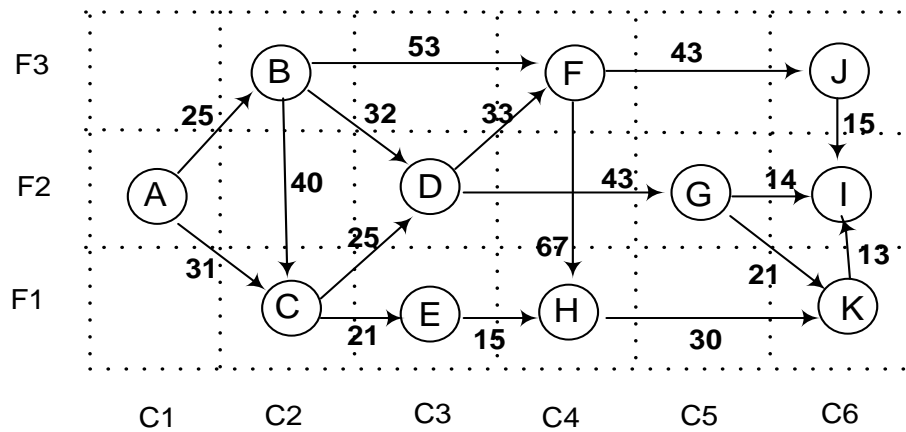 F3 B 53 F 43 J
25 32 33 15
F2 A 40 D 43 G 14 I
31 25 67 21 13
F1 C 21 E 15 H 30 K
C1 C2 C3 C4 C5 C6